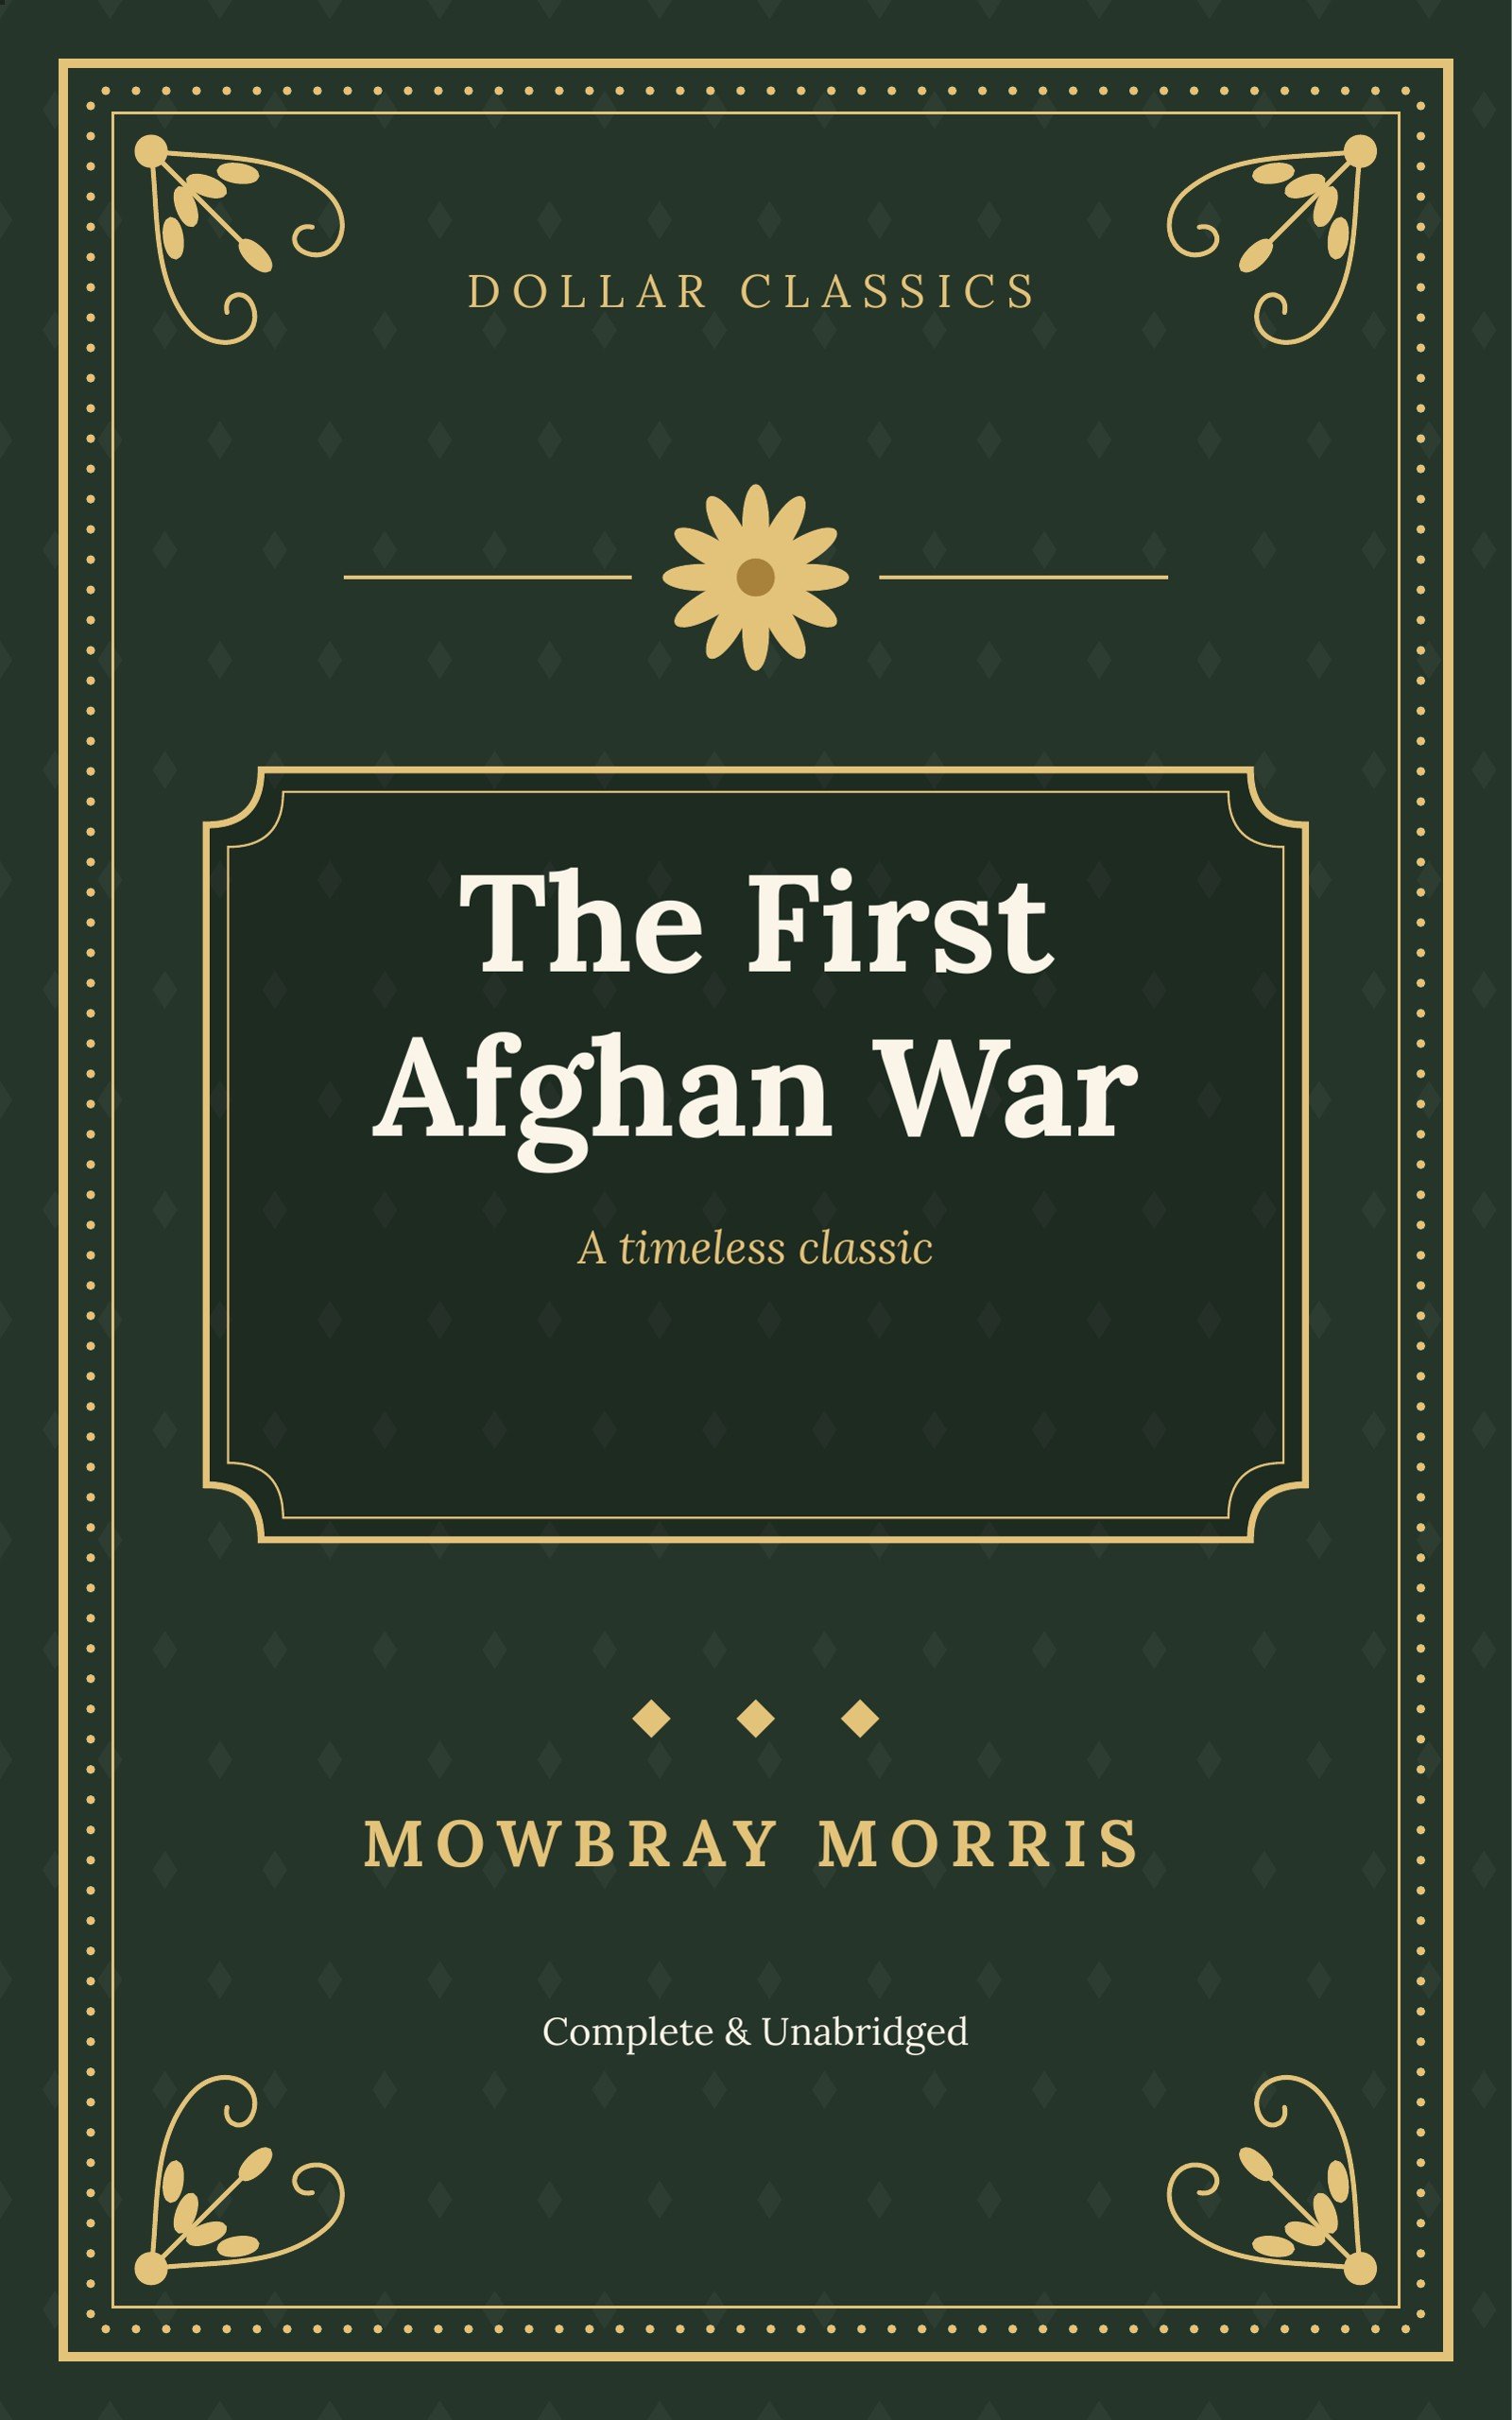 DOLLAR CLASSICS
The First
Afghan War
A timeless classic
MOWBRAY MORRIS
Complete & Unabridged